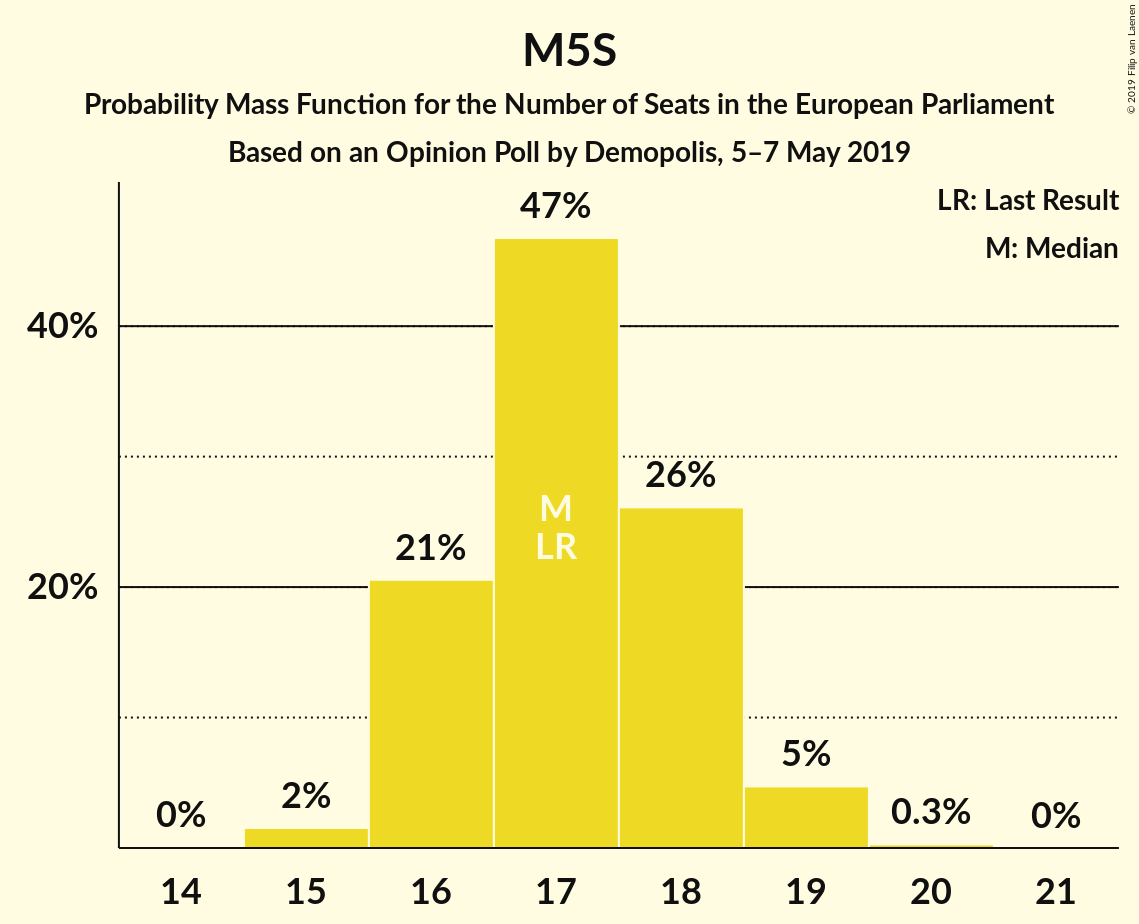 M5S
Probability Mass Function for the Number of Seats in the European Parliament
Based on an Opinion Poll by Demopolis, 5–7 May 2019
© 2019 Filip van Laenen
LR: Last Result
M: Median
47%
40%
26%
M
LR
21%
20%
5%
2%
0.3%
0%
0%
14 15 16 17 18 19 20 21